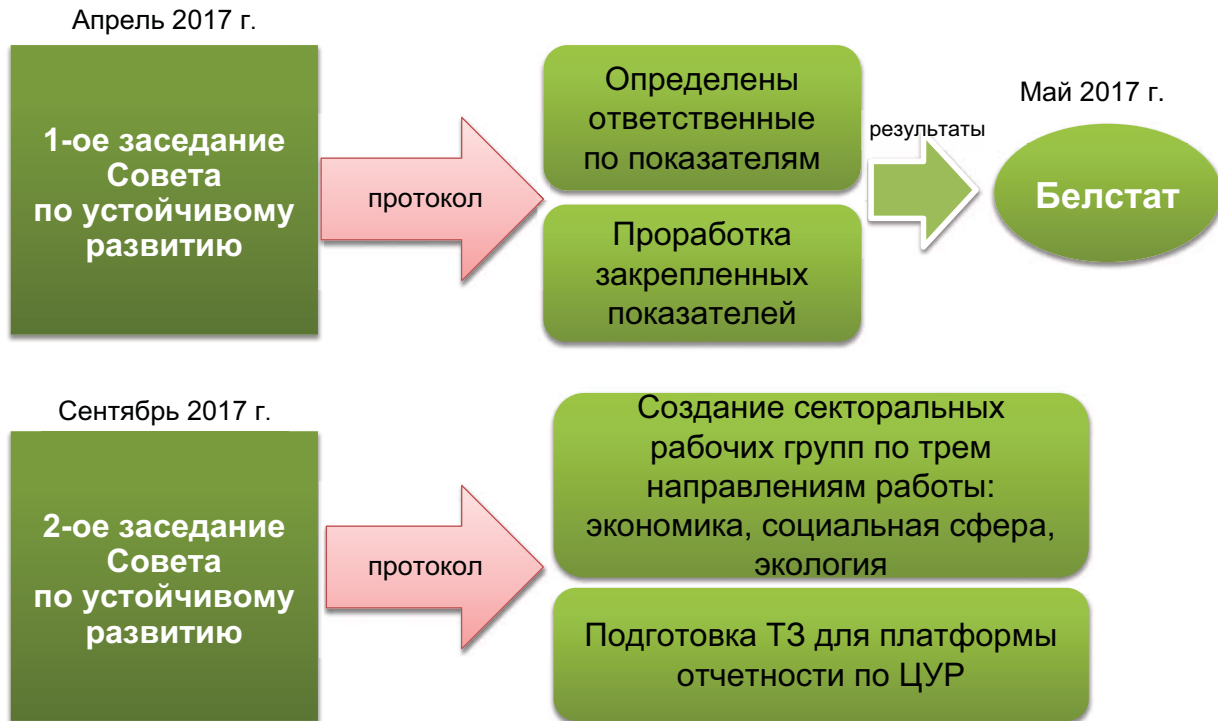 Апрель 2017 г.
1-ое заседание
Совета
по устойчивому
развитию
протокол
Определены
ответственные
по показателям
Проработка
закрепленных
показателей
результаты
Май 2017 г.
Белстат
Сентябрь 2017 г.
2-ое заседание
Совета
по устойчивому
развитию
протокол
Создание секторальных
рабочих групп по трем
направлениям работы:
экономика, социальная сфера,
экология
Подготовка ТЗ для платформы
отчетности по ЦУР